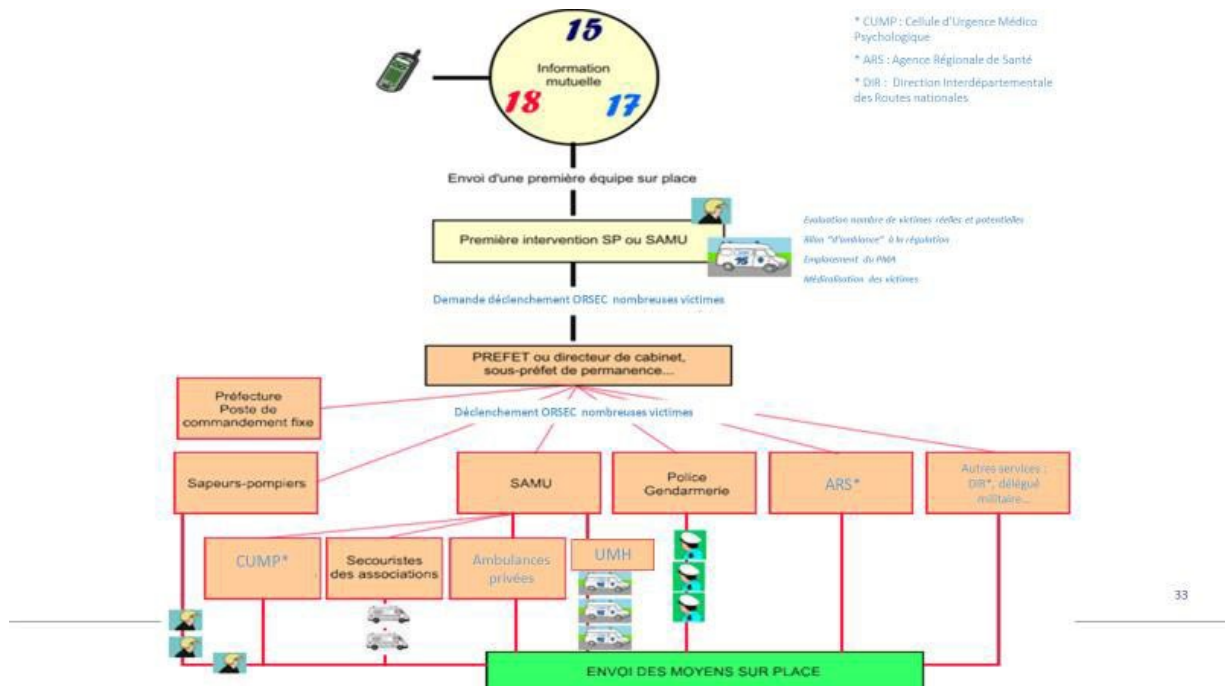 15
Information
mutuelle
18
17
* CUMP : Cellule d'Urgence Médico
Psychologique
* ARS : Agence Régionale de Santé
* DIR : Direction Interdépartementale
des Routes nationales
Envoi d'une première équipe sur place
Première intervention SP ou SAMU
15
Evaluation nombre de victimes réelles et potentielles
Bilan "d'ambiance" à la régulation
Emplacement du PMA
Médicalisation des victimes
Demande déclenchement ORSEC nombreuses victimes
PREFET ou directeur de cabinet,
sous-préfet de permanence...
Préfecture
Poste de
commandement fixe
Déclenchement ORSEC nombreuses victimes
Sapeurs-pompiers
SAMU
Police
Gendarmerie
ARS*
Autres services :
DIR*, délégué
militaire...
CUMP*
Secouristes
des associations
Ambulances
privées
UMH
33
ENVOI DES MOYENS SUR PLACE